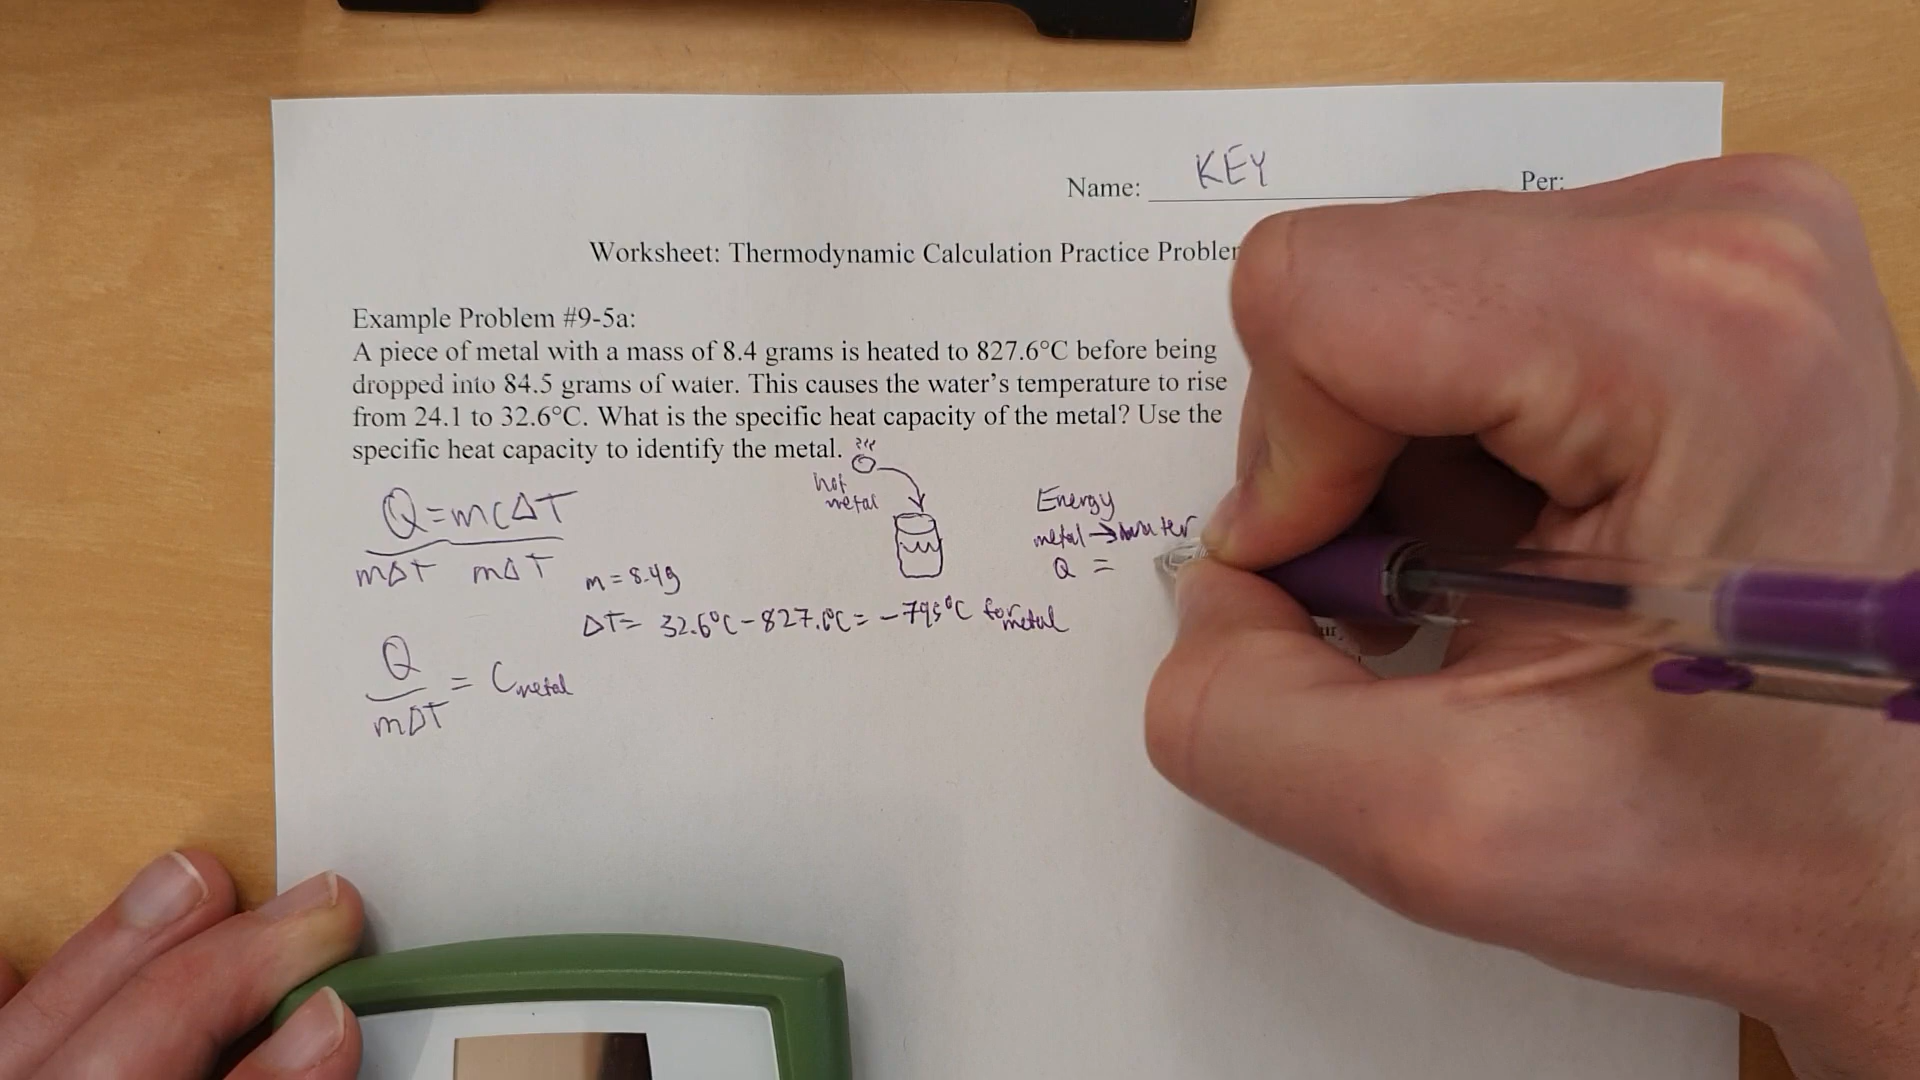 Name: KEY Per:
Worksheet: Thermodynamic Calculation Practice
Example Problem #9-5a:
A piece of metal with a mass of 8.4 grams is heated to 827.6°C before being
dropped into 84.5 grams of water. This causes the water's temperature to rise
from 24.1 to 32.6°C. What is the specific heat capacity of the metal? Use the
specific heat capacity to identify the metal.
hot
metal
Q=mCΔT
mΔT mΔT
Energy
metal→water
Q =
m = 8.4g
ΔT= 32.6°C-827.6°C= -795°C for metal
Q
mΔT
= Cmetal